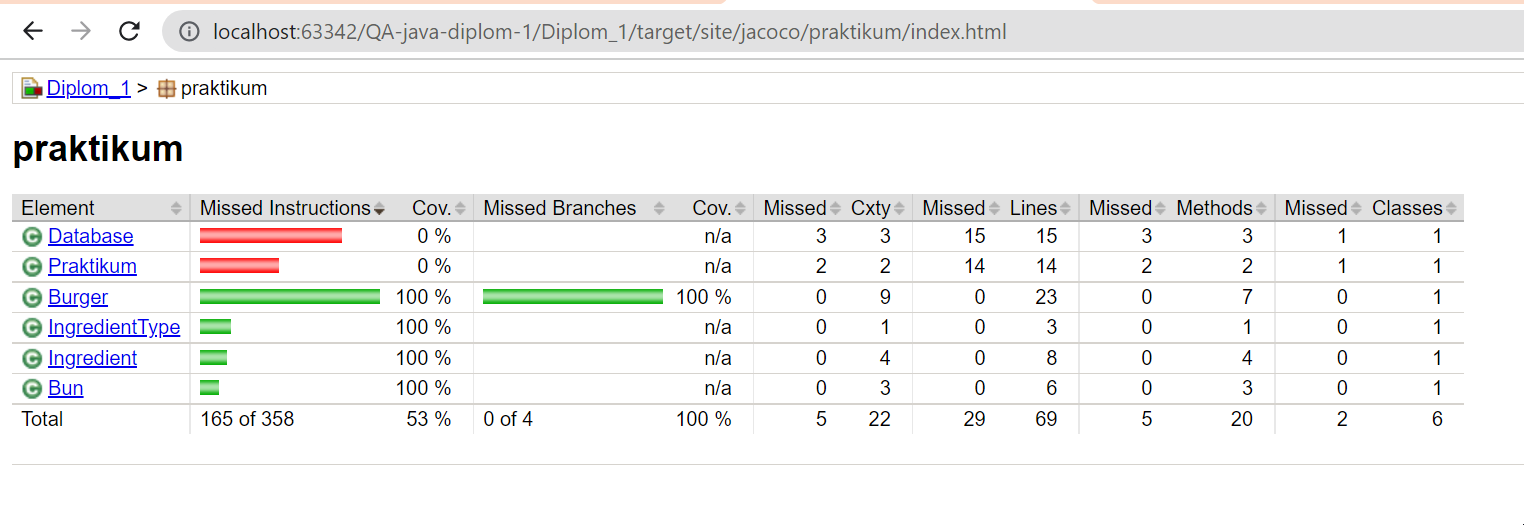 localhost:63342/QA-java-diplom-1/Diplom_1/target/site/jacoco/praktikum/index.html
Diplom_1 > praktikum
praktikum
Element Missed Instructions Cov. Missed Branches Cov. Missed Cxty Missed Lines Missed Methods Missed Classes
C Database 0 % n/a 3 3 15 15 3 3 1 1
C Praktikum 0 % n/a 2 2 14 14 2 2 1 1
C Burger 100 % 100 % 0 9 0 23 0 7 0 1
C IngredientType 100 % n/a 0 1 0 3 0 1 0 1
C Ingredient 100 % n/a 0 4 0 8 0 4 0 1
C Bun 100 % n/a 0 3 0 6 0 3 0 1
Total 165 of 358 53 % 0 of 4 100 % 5 22 29 69 5 20 2 6